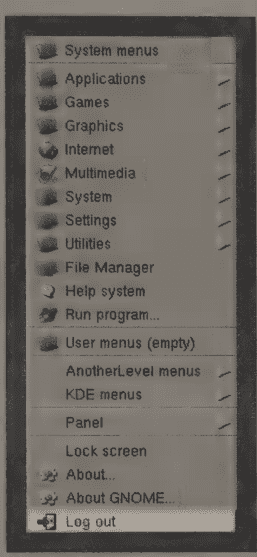 System menus
Applications
Games
Graphics
Internet
Multimedia
System
Settings
Utilities
File Manager
Help system
Run program...
User menus (empty)
AnotherLevel menus
KDE menus
Panel
Lock screen
About...
About GNOME...
Log out